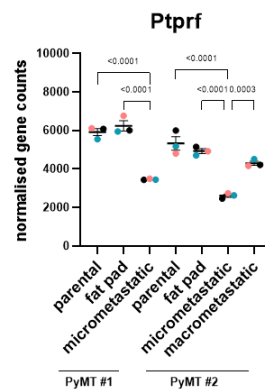 Ptprf
normalised gene counts
10000
8000
6000
4000
2000
0
<0.0001
<0.0001
<0.0001
<0.0001
0.0003
parental
fat pad
micrometastatic
parental
fat pad
micrometastatic
macrometastatic
PyMT #1
PyMT #2